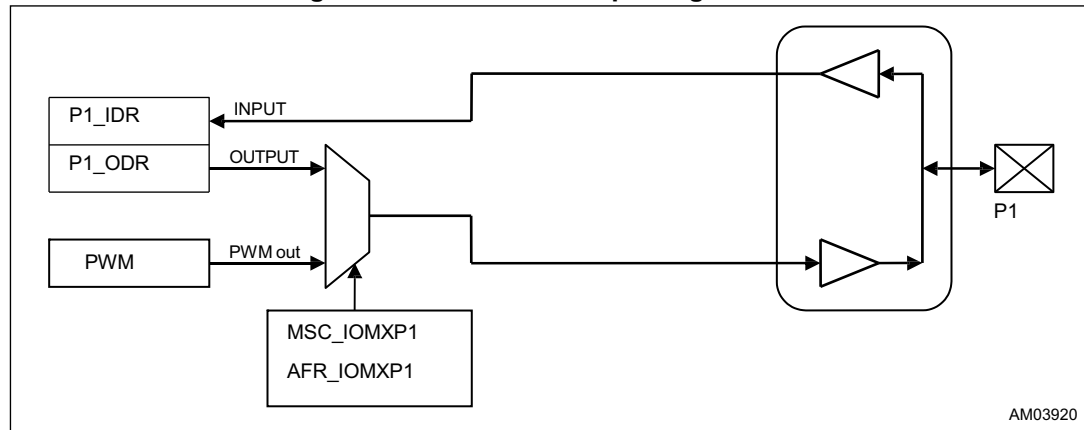 P1_IDR
INPUT
P1_ODR
OUTPUT
P1
PWM
PWM out
MSC_IOMXP1
AFR_IOMXP1
AM03920